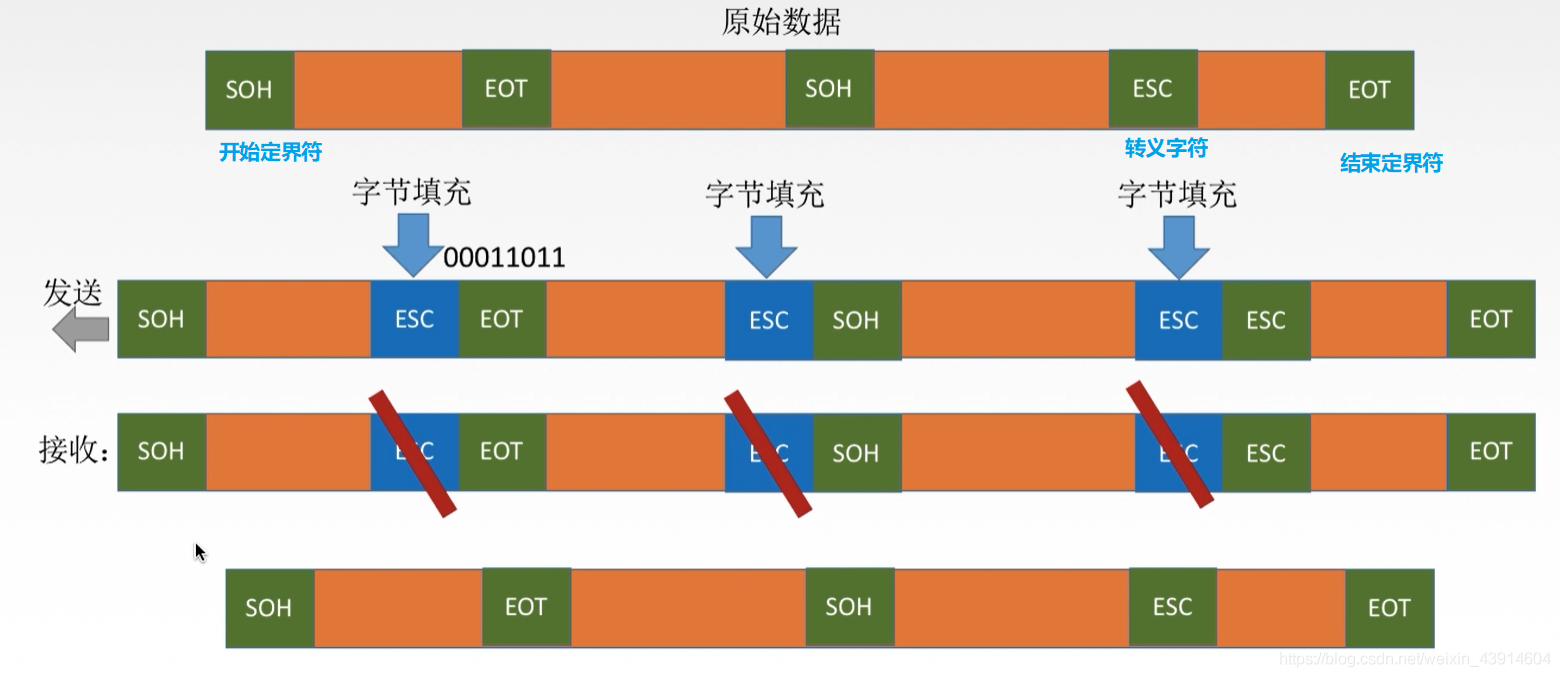 原始数据
SOH EOT SOH ESC EOT
开始定界符 转义字符 结束定界符
字节填充 字节填充 字节填充
00011011
发送
SOH ESC EOT ESC SOH ESC ESC EOT
接收:
SOH ESC EOT ESC SOH ESC ESC EOT
SOH EOT SOH ESC EOT
https://blog.csdn.net/weixin_43914604